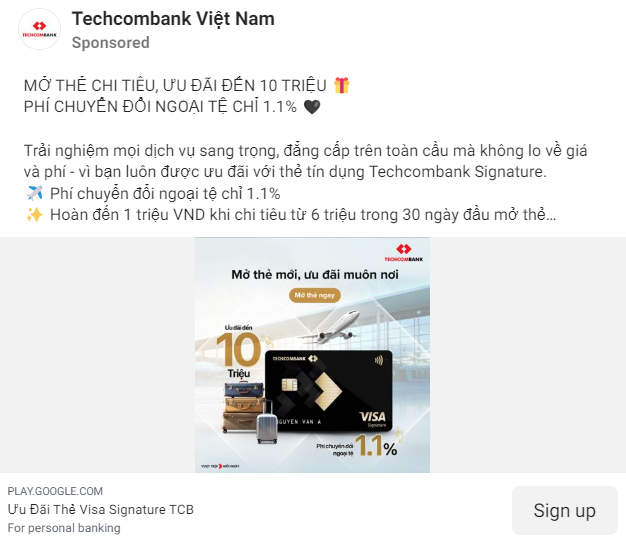 TECHCOMBANK
Techcombank Việt Nam
Sponsored
MỞ THẺ CHI TIÊU, ƯU ĐÃI ĐẾN 10 TRIỆU 🎁
PHÍ CHUYỂN ĐỔI NGOẠI TỆ CHỈ 1.1% 🖤
Trải nghiệm mọi dịch vụ sang trọng, đẳng cấp trên toàn cầu mà không lo về giá
và phí - vì bạn luôn được ưu đãi với thẻ tín dụng Techcombank Signature.
✈️ Phí chuyển đổi ngoại tệ chỉ 1.1%
✨ Hoàn đến 1 triệu VND khi chi tiêu từ 6 triệu trong 30 ngày đầu mở thẻ…
TECHCOMBANK
Mở thẻ mới, ưu đãi muôn nơi
Mở thẻ ngay
Ưu đãi đến
10
Triệu
TECHCOMBANK
VISA
Signature
NGUYEN VAN A
Phí chuyển đổi
ngoại tệ
1.1%
VƯỢT TRỘI MỖI NGÀY
PLAY.GOOGLE.COM
Ưu Đãi Thẻ Visa Signature TCB
For personal banking
Sign up